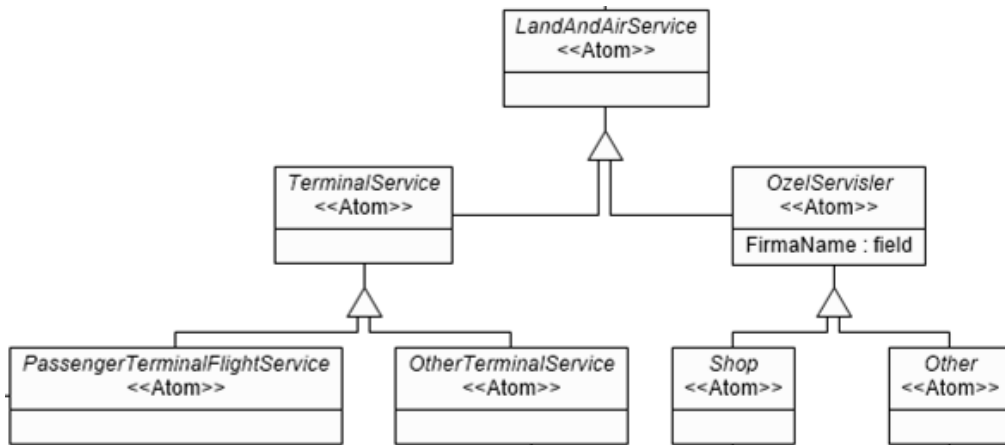 LandAndAirService
<<Atom>>
TerminalService
<<Atom>>
OzelServisler
<<Atom>>
FirmaName : field
PassengerTerminalFlightService
<<Atom>>
OtherTerminalService
<<Atom>>
Shop
<<Atom>>
Other
<<Atom>>